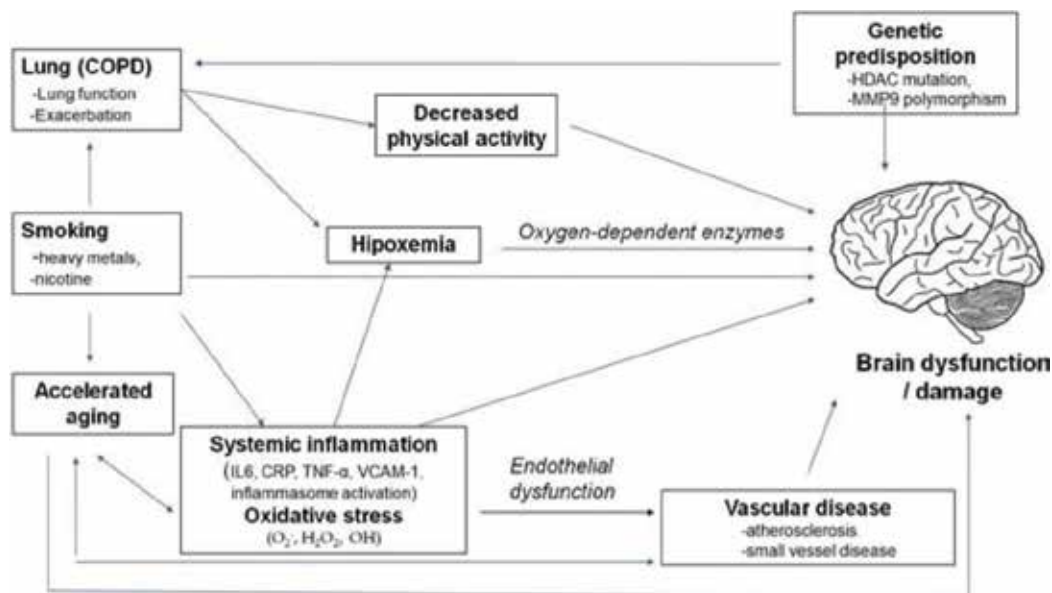 Lung (COPD)
-Lung function
-Exacerbation
Genetic
predisposition
-HDAC mutation,
-MMP9 polymorphism
Decreased
physical activity
Smoking
-heavy metals,
-nicotine
Hipoxemia
Oxygen-dependent enzymes
Accelerated
aging
Brain dysfunction
/ damage
Systemic inflammation
(IL6, CRP, TNF-α, VCAM-1,
inflammasome activation)
Oxidative stress
(O₂⁻, H₂O₂, OH)
Endothelial
dysfunction
Vascular disease
-atherosclerosis
-small vessel disease